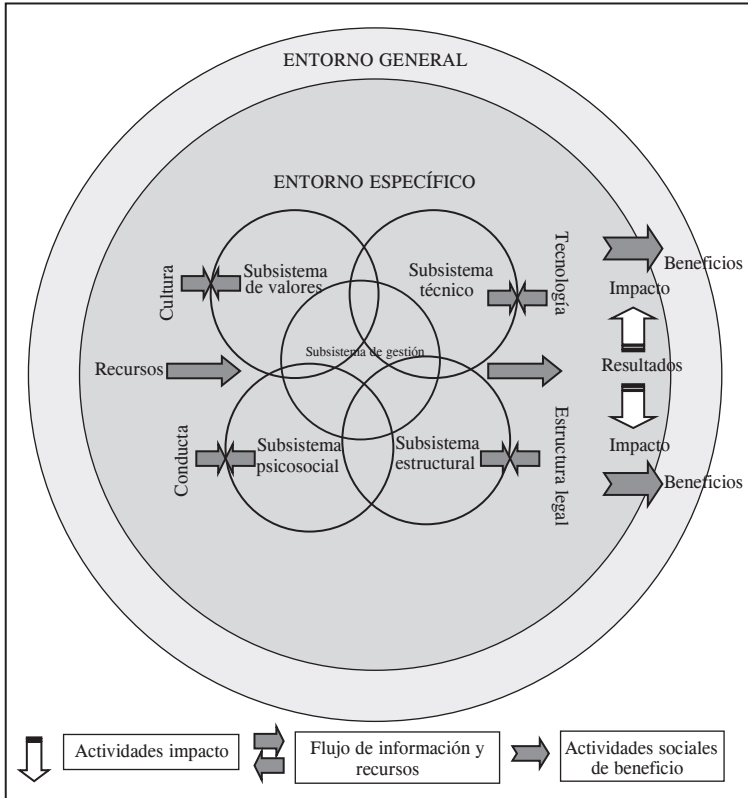 ENTORNO GENERAL
ENTORNO ESPECÍFICO
Cultura
Subsistema
de valores
Subsistema
técnico
Tecnología
Beneficios
Impacto
Recursos
Subsistema de gestión
Resultados
Conducta
Subsistema
psicosocial
Subsistema
estructural
Estructura legal
Impacto
Beneficios
Actividades impacto
Flujo de información y
recursos
Actividades sociales
de beneficio